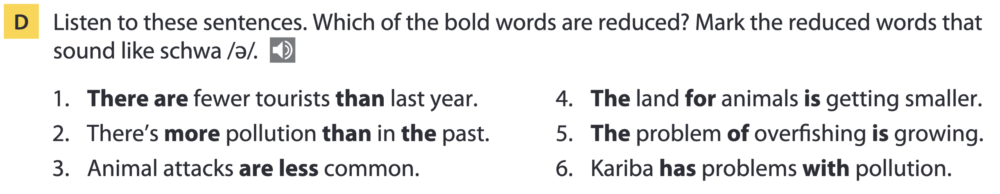 D Listen to these sentences. Which of the bold words are reduced? Mark the reduced words that
sound like schwa /ə/.
1. There are fewer tourists than last year.
2. There’s more pollution than in the past.
3. Animal attacks are less common.
4. The land for animals is getting smaller.
5. The problem of overfishing is growing.
6. Kariba has problems with pollution.